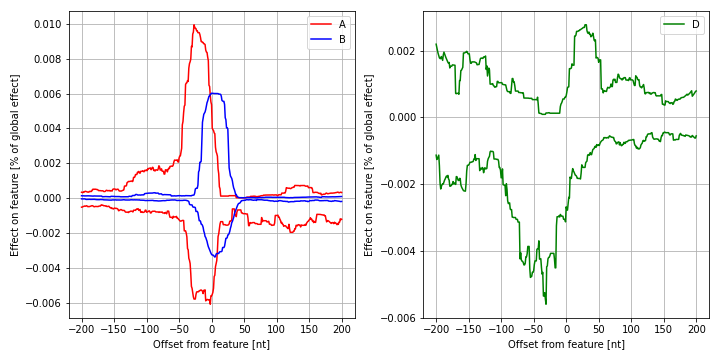 0.010
0.008
0.006
0.004
0.002
0.000
−0.002
−0.004
−0.006
−200 −150 −100 −50 0 50 100 150 200
Offset from feature [nt]
Effect on feature [% of global effect]
A
B
0.002
0.000
−0.002
−0.004
−0.006
−200 −150 −100 −50 0 50 100 150 200
Offset from feature [nt]
Effect on feature [% of global effect]
D